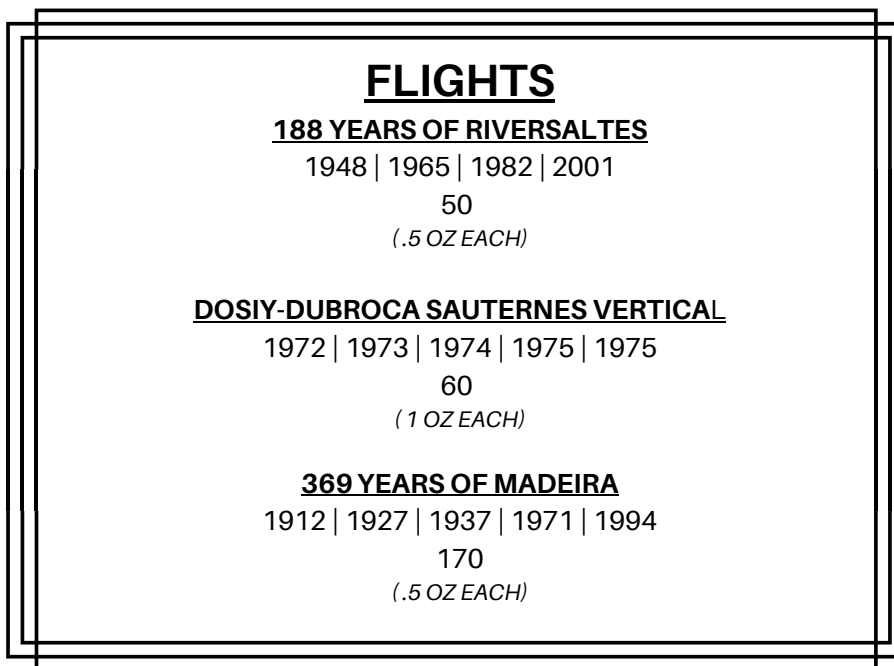 FLIGHTS
188 YEARS OF RIVERSALTES
1948 | 1965 | 1982 | 2001
50
(.5 OZ EACH)
DOSIY-DUBROCA SAUTERNES VERTICAL
1972 | 1973 | 1974 | 1975 | 1975
60
( 1 OZ EACH)
369 YEARS OF MADEIRA
1912 | 1927 | 1937 | 1971 | 1994
170
(.5 OZ EACH)